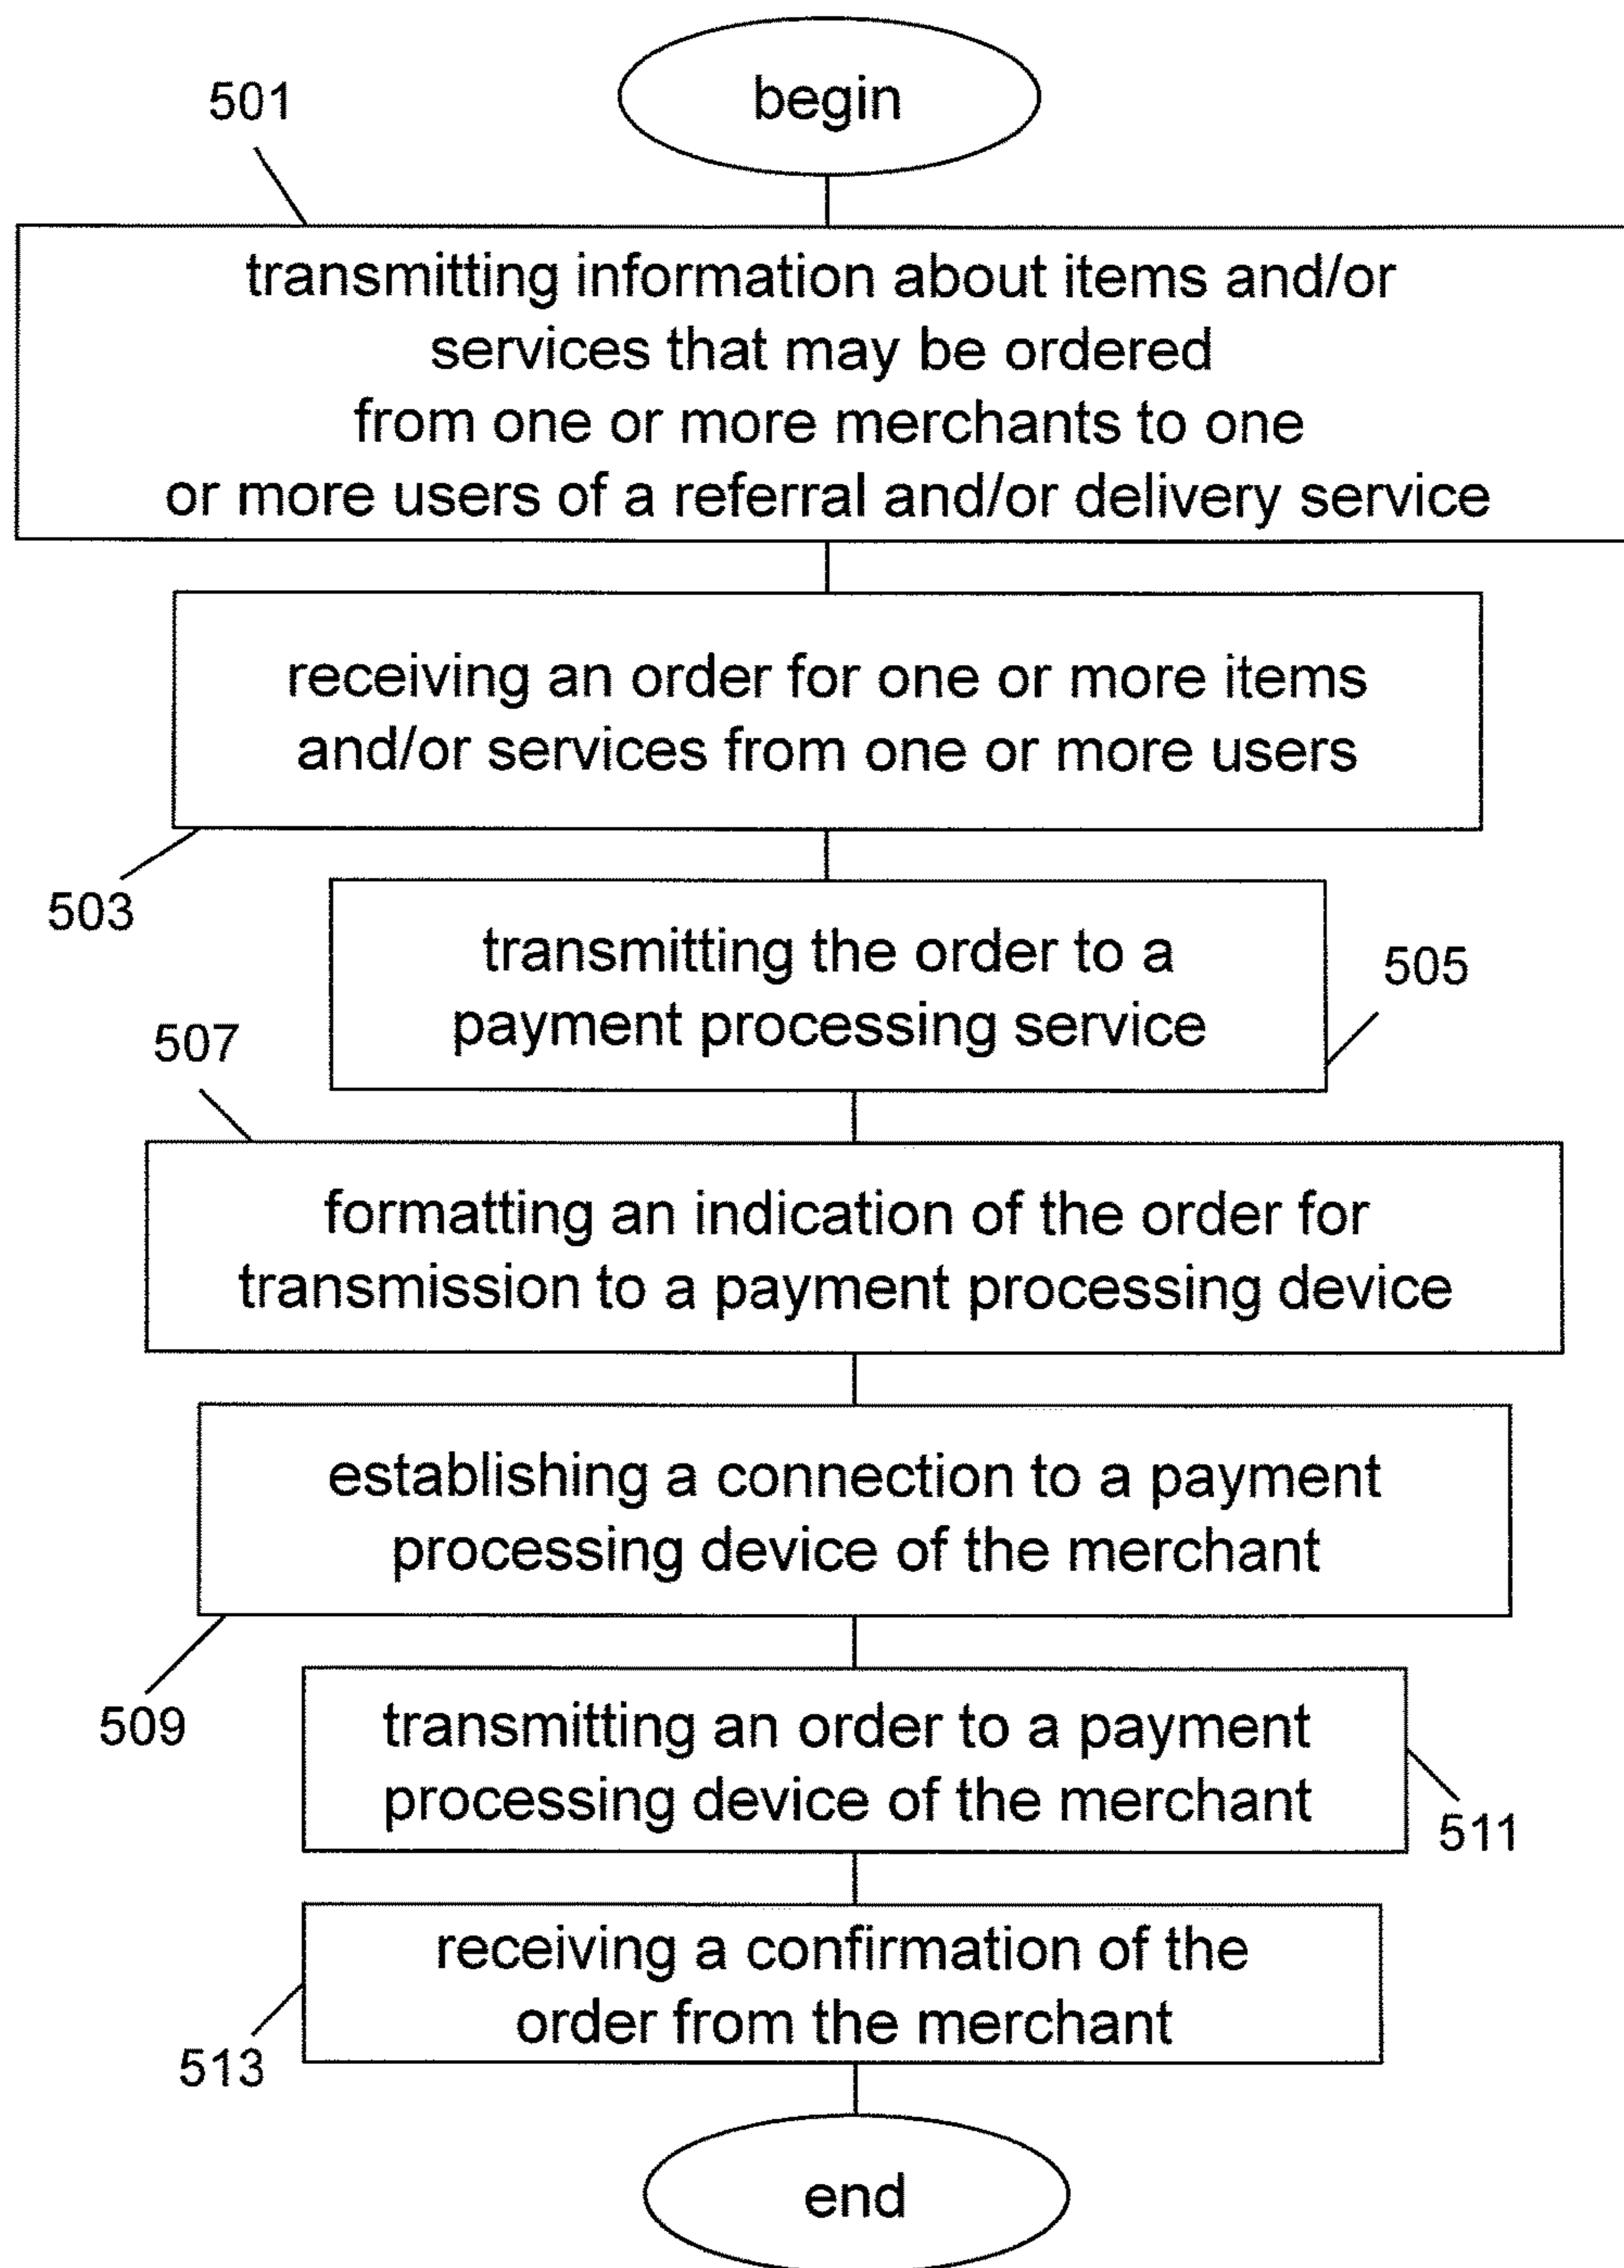 begin
501
transmitting information about items and/or
services that may be ordered
from one or more merchants to one
or more users of a referral and/or delivery service
receiving an order for one or more items
and/or services from one or more users
503
transmitting the order to a
payment processing service
505
507
formatting an indication of the order for
transmission to a payment processing device
establishing a connection to a payment
processing device of the merchant
509
transmitting an order to a payment
processing device of the merchant
511
receiving a confirmation of the
order from the merchant
513
end